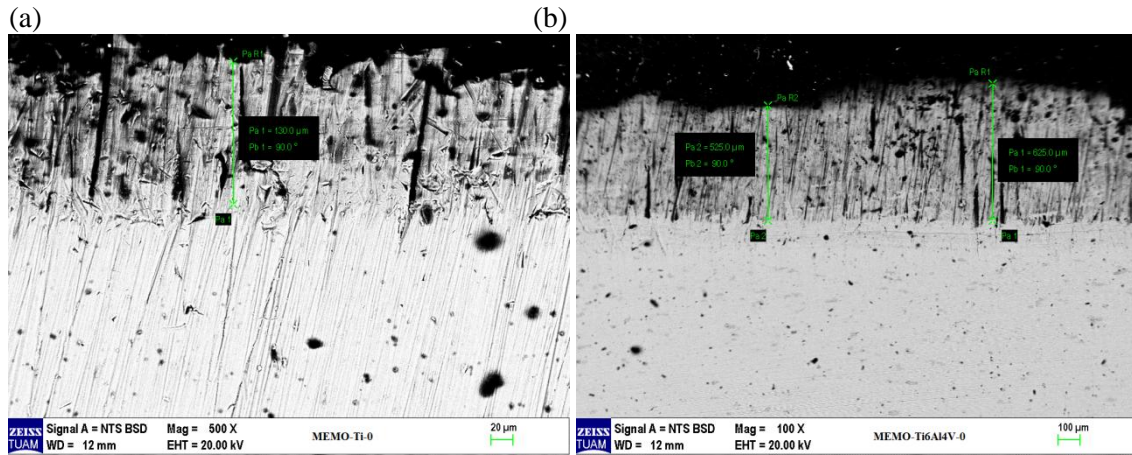 (a)
(b)
Pa R1
Pa 1 = 130.0 µm
Pb 1 = 90.0 °
Pa 1
Pa R2
Pa R1
Pa 2 = 525.0 µm
Pb 2 = 90.0 °
Pa 1 = 625.0 µm
Pb 1 = 90.0 °
Pa 2
Pa 1
ZEISS
TUAM
Signal A = NTS BSD
Mag = 500 X
20 µm
WD = 12 mm
EHT = 20.00 kV
MEMO-Ti-0
ZEISS
TUAM
Signal A = NTS BSD
Mag = 100 X
100 µm
WD = 12 mm
EHT = 20.00 kV
MEMO-Ti6Al4V-0